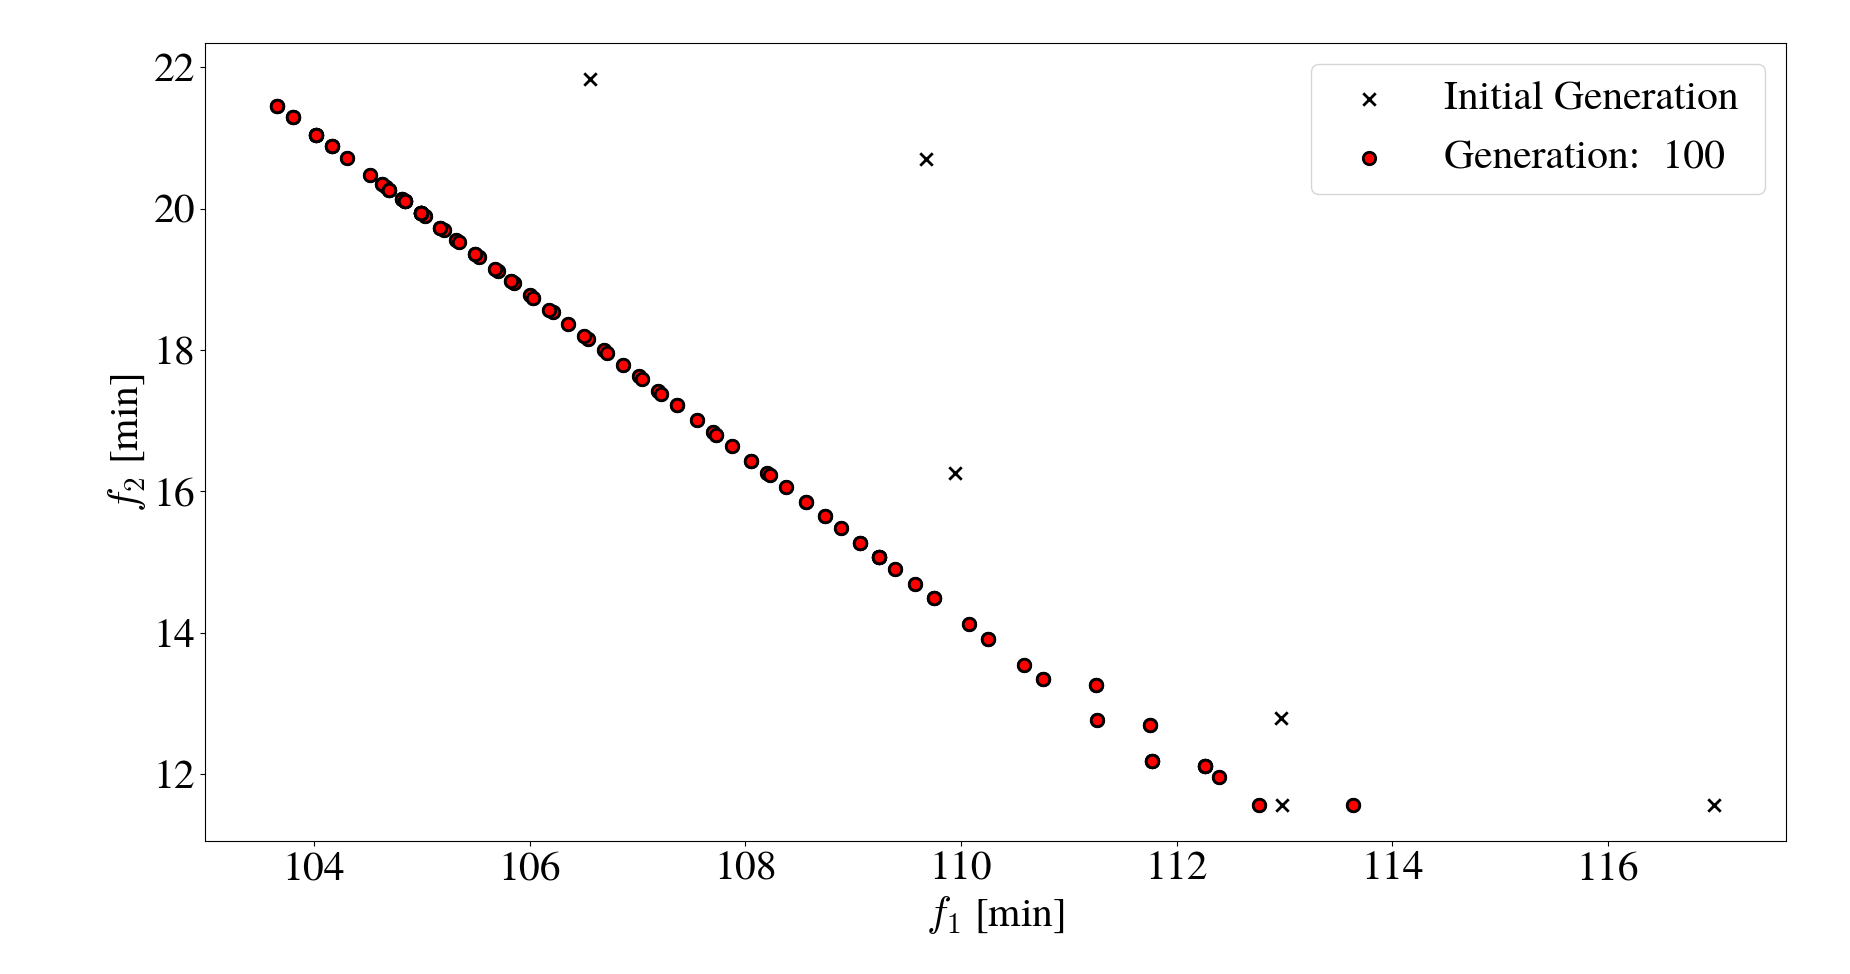 22
20
18
16
14
12
f₂ [min]
Initial Generation
Generation: 100
104 106 108 110 112 114 116
f₁ [min]